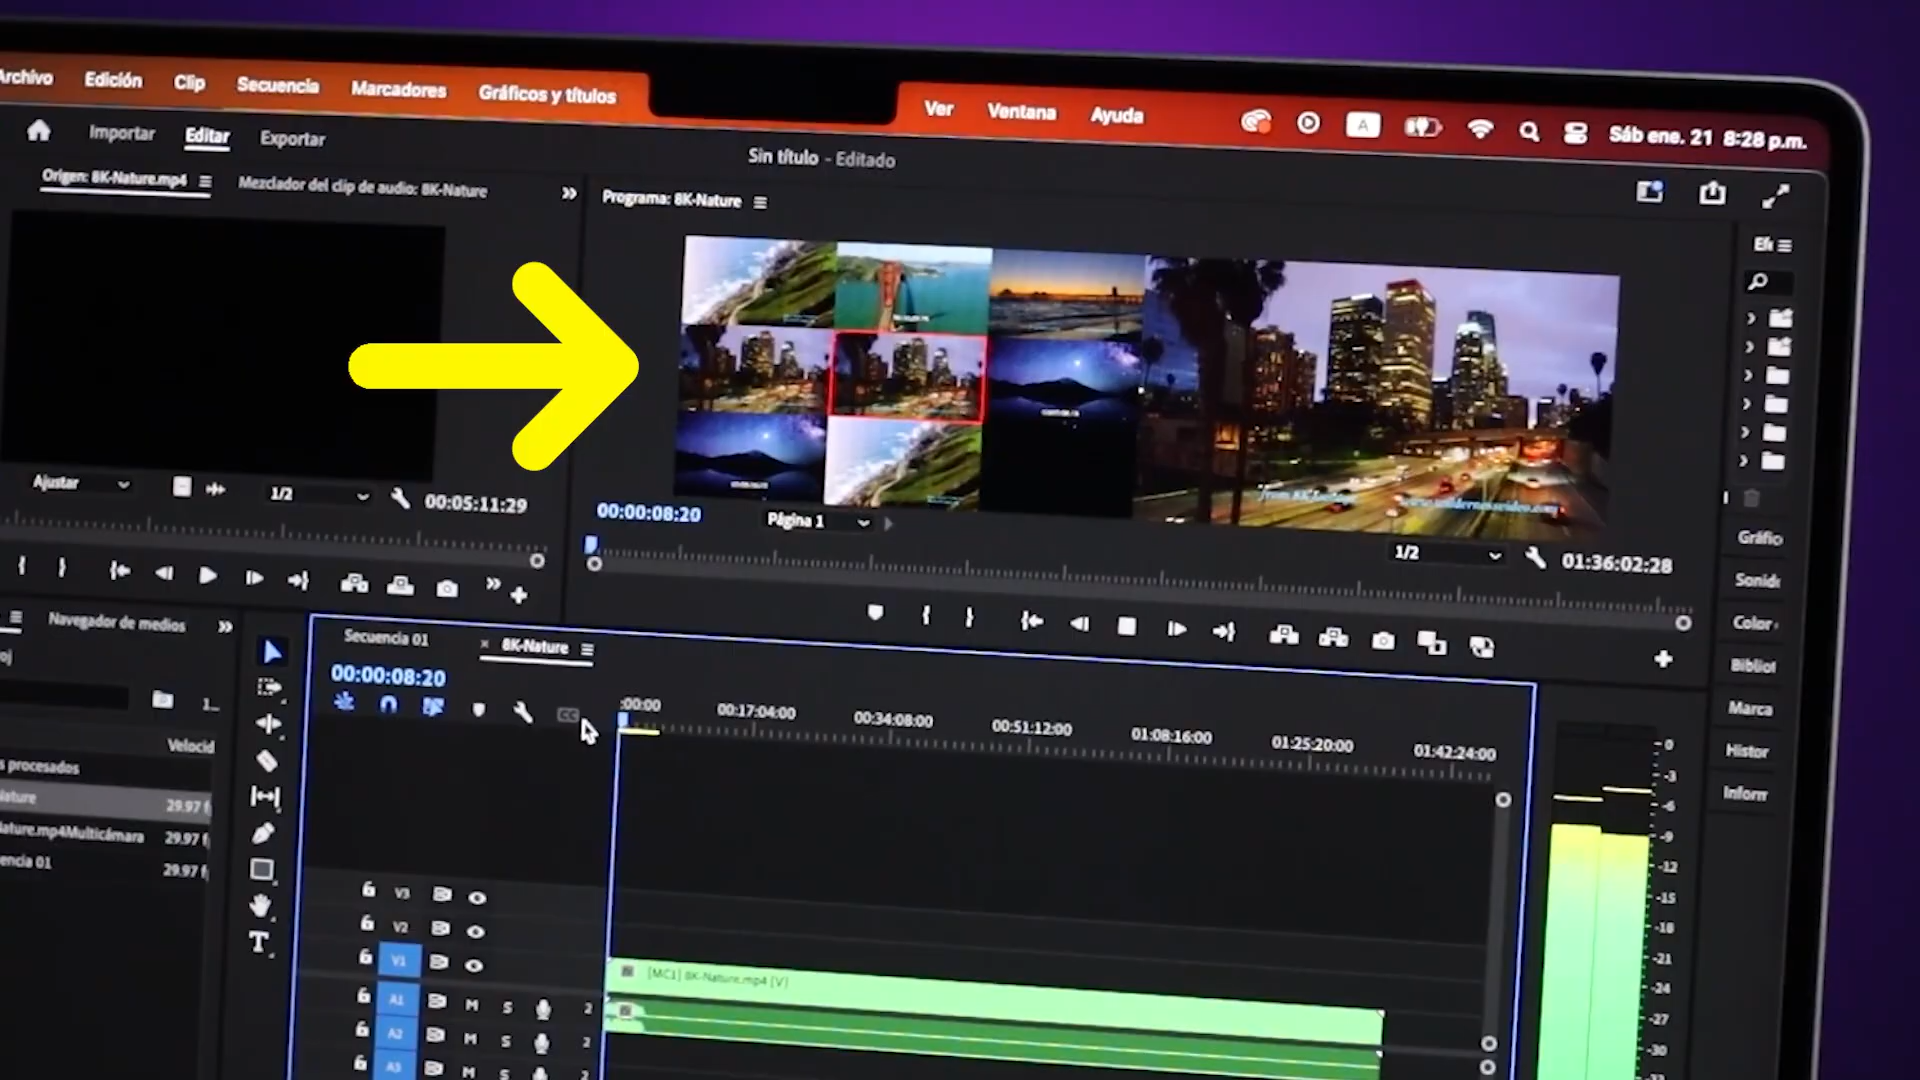 Archivo Edición Clip Secuencia Marcadores Gráficos y títulos Ver Ventana Ayuda A Sáb ene. 21 8:28 p.m.
Importar Editar Exportar
Sin título - Editado
Origen: 8K-Nature.mp4 Mezclador del clip de audio: 8K-Nature
Programa: 8K-Nature
Ajustar 1/2 00:05:11:29
00:00:08:20 Página 1
1/2 01:36:02:28
Gráfico
Sonido
Color
Bibliot
Marca
Histor
Inform
Navegador de medios
Secuencia 01 8K-Nature
00:00:08:20
:00:00 00:17:04:00 00:34:08:00 00:51:12:00 01:08:16:00 01:25:20:00 01:42:24:00
Velocid
s procesados
Nature 29.97 f
ature.mp4Multicámara 29.97 f
encia 01 29.97 f
V3
V2
V1 [MC1] 8K-Nature.mp4 [V]
A1 M S 2
A2 M S 2
A3 M S 2
0
-3
-6
-9
-12
-15
-18
-21
-24
-27
-30